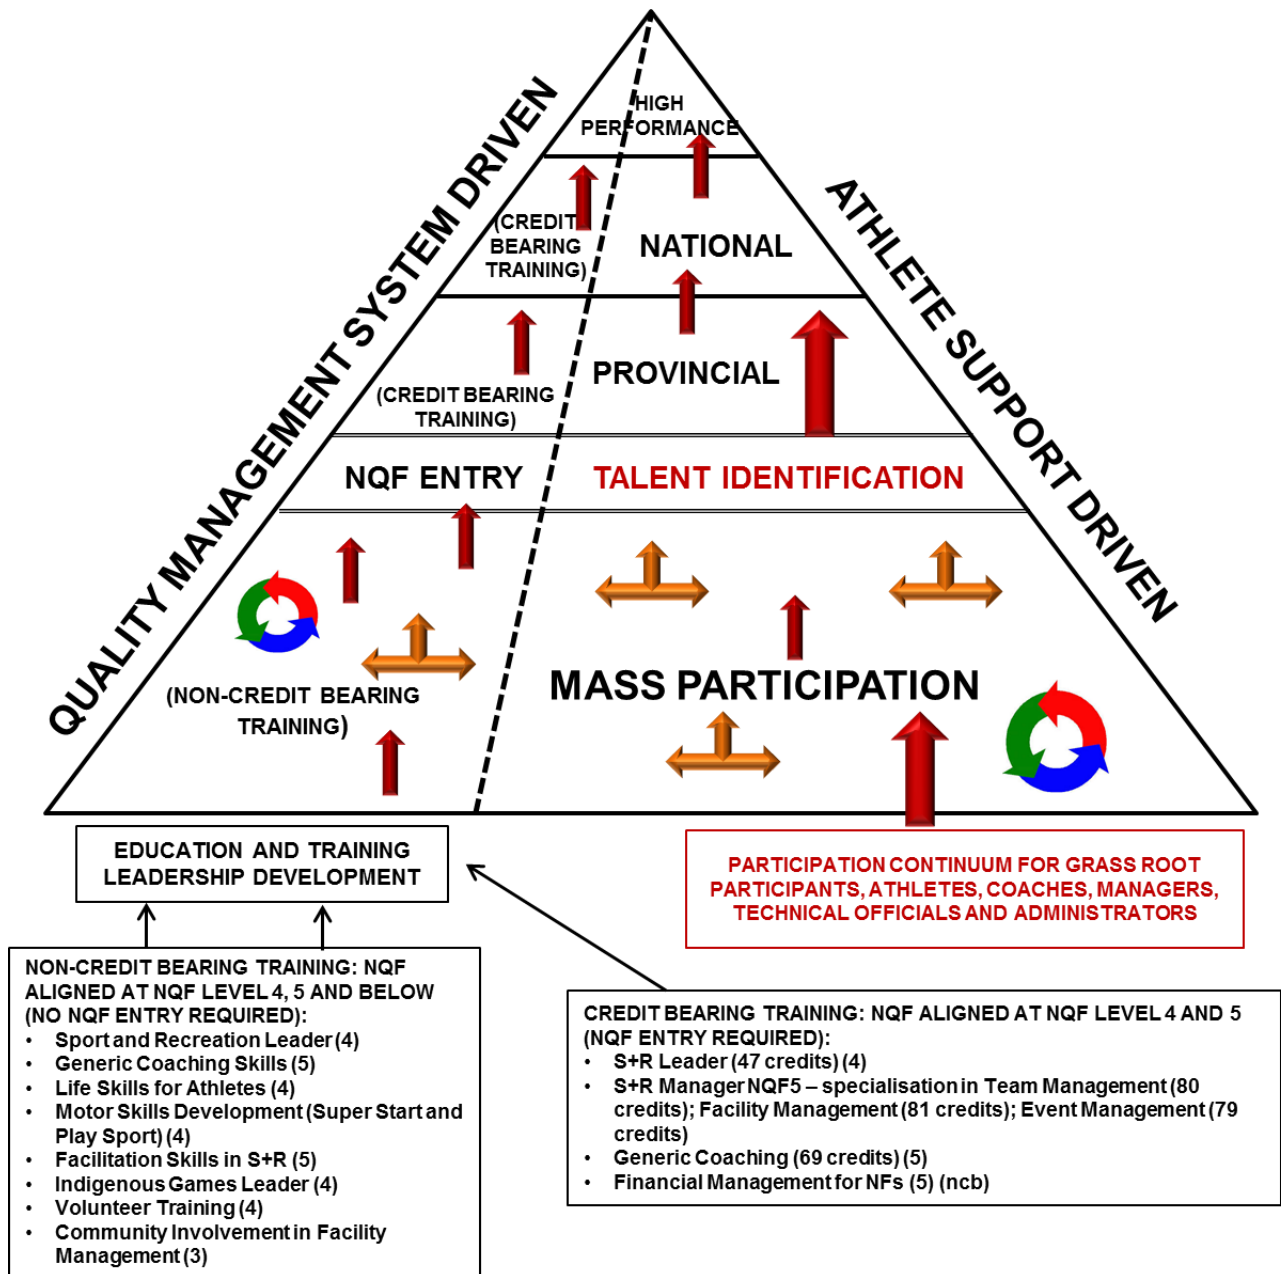 HIGH
PERFORMANCE
QUALITY MANAGEMENT SYSTEM DRIVEN
ATHLETE SUPPORT DRIVEN
(CREDIT
BEARING
TRAINING)
NATIONAL
(CREDIT BEARING
TRAINING)
PROVINCIAL
NQF ENTRY
TALENT IDENTIFICATION
(NON-CREDIT BEARING
TRAINING)
MASS PARTICIPATION
EDUCATION AND TRAINING
LEADERSHIP DEVELOPMENT
PARTICIPATION CONTINUUM FOR GRASS ROOT
PARTICIPANTS, ATHLETES, COACHES, MANAGERS,
TECHNICAL OFFICIALS AND ADMINISTRATORS
NON-CREDIT BEARING TRAINING: NQF
ALIGNED AT NQF LEVEL 4, 5 AND BELOW
(NO NQF ENTRY REQUIRED):
• Sport and Recreation Leader (4)
• Generic Coaching Skills (5)
• Life Skills for Athletes (4)
• Motor Skills Development (Super Start and
Play Sport) (4)
• Facilitation Skills in S+R (5)
• Indigenous Games Leader (4)
• Volunteer Training (4)
• Community Involvement in Facility
Management (3)
CREDIT BEARING TRAINING: NQF ALIGNED AT NQF LEVEL 4 AND 5
(NQF ENTRY REQUIRED):
• S+R Leader (47 credits) (4)
• S+R Manager NQF5 – specialisation in Team Management (80
credits); Facility Management (81 credits); Event Management (79
credits)
• Generic Coaching (69 credits) (5)
• Financial Management for NFs (5) (ncb)